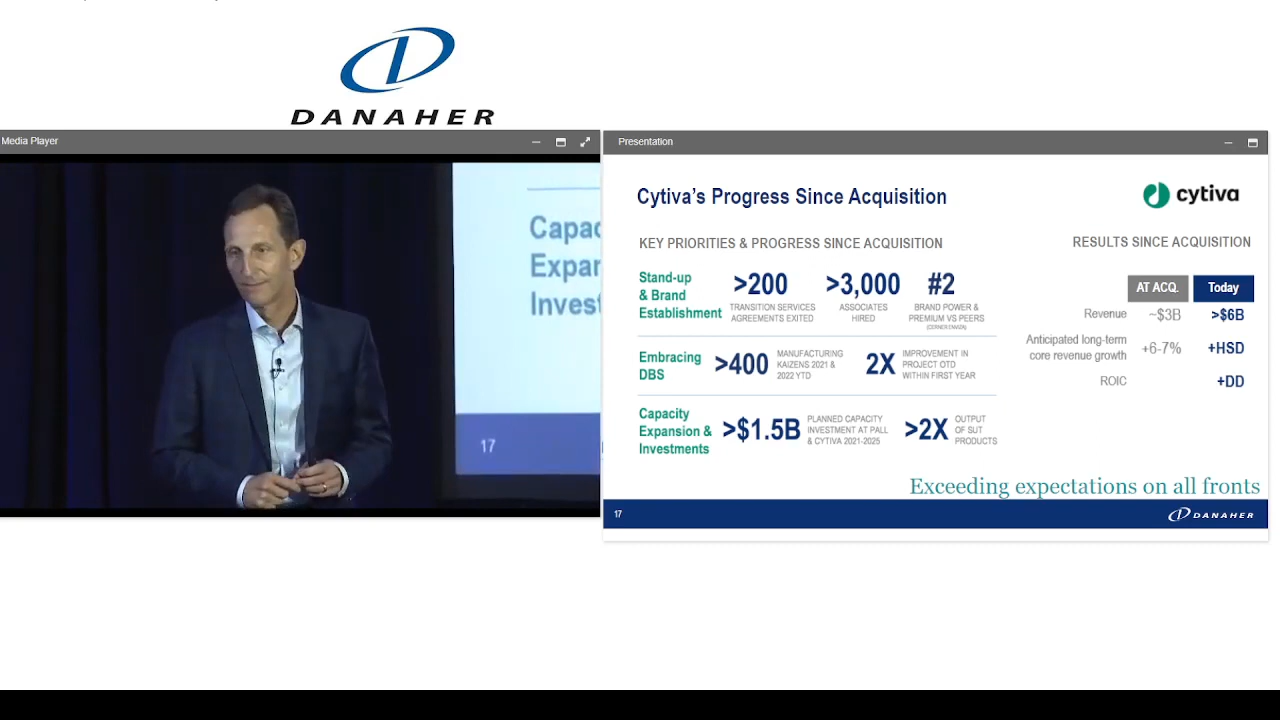 DANAHER
Media Player
Capac
Expan
Invest
17
Presentation
Cytiva's Progress Since Acquisition
cytiva
KEY PRIORITIES & PROGRESS SINCE ACQUISITION
RESULTS SINCE ACQUISITION
Stand-up
& Brand
Establishment
>200
TRANSITION SERVICES
AGREEMENTS EXITED
>3,000
ASSOCIATES
HIRED
#2
BRAND POWER &
PREMIUM VS PEERS
Embracing
DBS
>400
MANUFACTURING
KAIZENS 2021 &
2022 YTD
2X
IMPROVEMENT IN
PROJECT OTD
WITHIN FIRST YEAR
Capacity
Expansion &
Investments
>$1.5B
PLANNED CAPACITY
INVESTMENT AT PALL
& CYTIVA 2021-2025
>2X
OUTPUT
OF SUT
PRODUCTS
AT ACQ. Today
Revenue ~$3B >$6B
Anticipated long-term
core revenue growth +6-7% +HSD
ROIC +DD
Exceeding expectations on all fronts
17
DANAHER